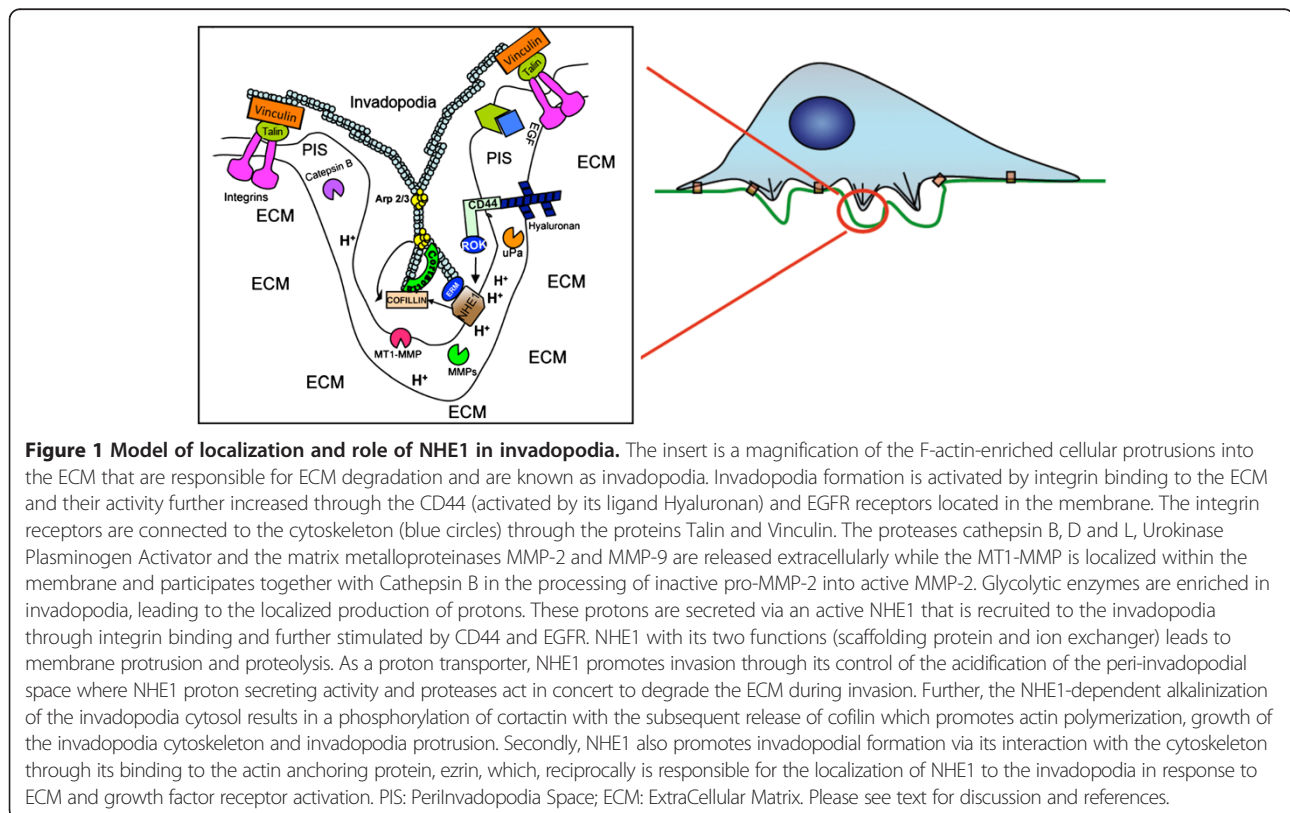 Vinculin
Talin
Invadopodia
Vinculin
Talin
EGF
PIS
PIS
Catepsin B
Integrins
ECM
ECM
Arp 2/3
CD44
Hyaluronan
ROK
uPa
H⁺
Cortactin
ECM
ECM
COFILLIN
ERM
NHE1
H⁺
H⁺
H⁺
H⁺
MT1-MMP
MMPs
ECM
ECM
H⁺
ECM
Figure 1 Model of localization and role of NHE1 in invadopodia. The insert is a magnification of the F-actin-enriched cellular protrusions into
the ECM that are responsible for ECM degradation and are known as invadopodia. Invadopodia formation is activated by integrin binding to the ECM
and their activity further increased through the CD44 (activated by its ligand Hyaluronan) and EGFR receptors located in the membrane. The integrin
receptors are connected to the cytoskeleton (blue circles) through the proteins Talin and Vinculin. The proteases cathepsin B, D and L, Urokinase
Plasminogen Activator and the matrix metalloproteinases MMP-2 and MMP-9 are released extracellularly while the MT1-MMP is localized within the
membrane and participates together with Cathepsin B in the processing of inactive pro-MMP-2 into active MMP-2. Glycolytic enzymes are enriched in
invadopodia, leading to the localized production of protons. These protons are secreted via an active NHE1 that is recruited to the invadopodia
through integrin binding and further stimulated by CD44 and EGFR. NHE1 with its two functions (scaffolding protein and ion exchanger) leads to
membrane protrusion and proteolysis. As a proton transporter, NHE1 promotes invasion through its control of the acidification of the peri-invadopodial
space where NHE1 proton secreting activity and proteases act in concert to degrade the ECM during invasion. Further, the NHE1-dependent alkalinization
of the invadopodia cytosol results in a phosphorylation of cortactin with the subsequent release of cofilin which promotes actin polymerization, growth of
the invadopodia cytoskeleton and invadopodia protrusion. Secondly, NHE1 also promotes invadopodial formation via its interaction with the cytoskeleton
through its binding to the actin anchoring protein, ezrin, which, reciprocally is responsible for the localization of NHE1 to the invadopodia in response to
ECM and growth factor receptor activation. PIS: PeriInvadopodia Space; ECM: ExtraCellular Matrix. Please see text for discussion and references.